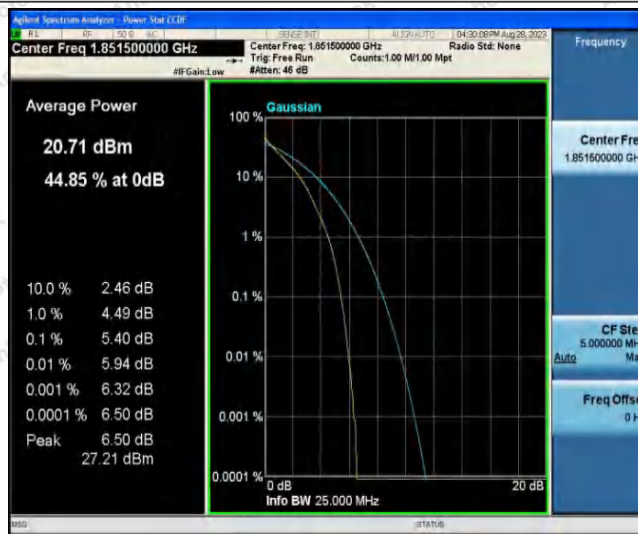 Agilent Spectrum Analyzer - Power Stat CCDF
RL RF 50 Ω AC SENSE:INT ALIGN AUTO 04:30:08 PM Aug 28, 2023
Center Freq 1.851500000 GHz
Center Freq: 1.851500000 GHz Radio Std: None
Trig: Free Run Counts:1.00 M/1.00 Mpt
#IFGain:Low #Atten: 46 dB
Frequency
Average Power
20.71 dBm
44.85 % at 0dB
10.0 % 2.46 dB
1.0 % 4.49 dB
0.1 % 5.40 dB
0.01 % 5.94 dB
0.001 % 6.32 dB
0.0001 % 6.50 dB
Peak 6.50 dB
27.21 dBm
Gaussian
100 %
10 %
1 %
0.1 %
0.01 %
0.001 %
0.0001 %
0 dB 20 dB
Info BW 25.000 MHz
Center Fre
1.851500000 GH
CF Ste
5.000000 MH
Auto Ma
Freq Offse
0 H
MSG STATUS